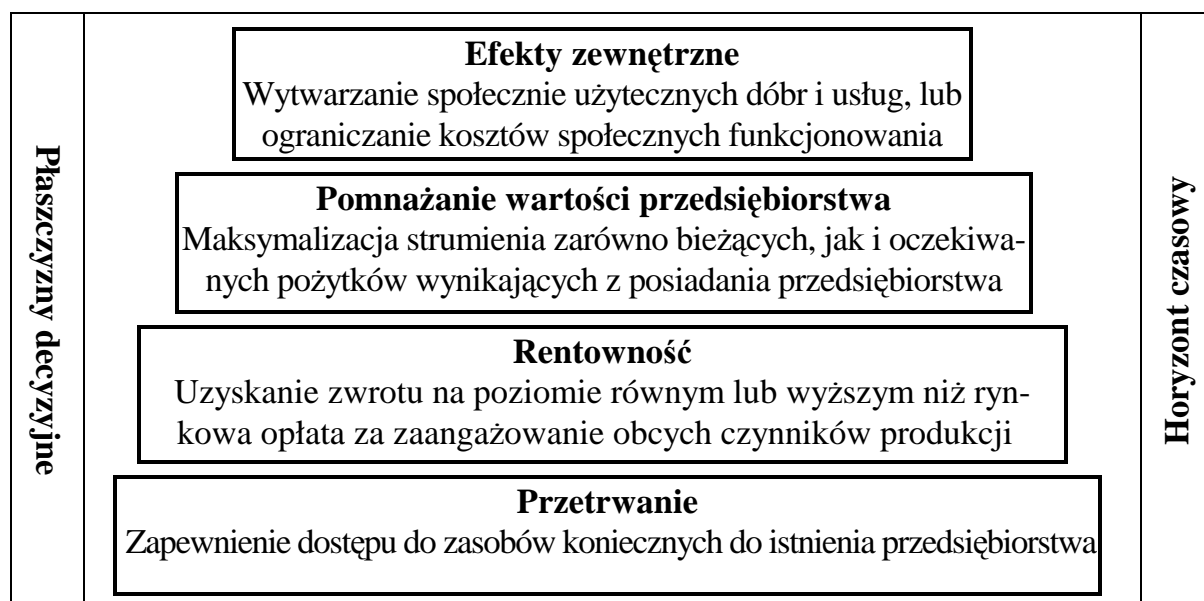 Płaszczyzny decyzyjne
Efekty zewnętrzne
Wytwarzanie społecznie użytecznych dóbr i usług, lub
ograniczanie kosztów społecznych funkcjonowania
Pomnażanie wartości przedsiębiorstwa
Maksymalizacja strumienia zarówno bieżących, jak i oczekiwa-
nych pożytków wynikających z posiadania przedsiębiorstwa
Rentowność
Uzyskanie zwrotu na poziomie równym lub wyższym niż ryn-
kowa opłata za zaangażowanie obcych czynników produkcji
Przetrwanie
Zapewnienie dostępu do zasobów koniecznych do istnienia przedsiębiorstwa
Horyzont czasowy